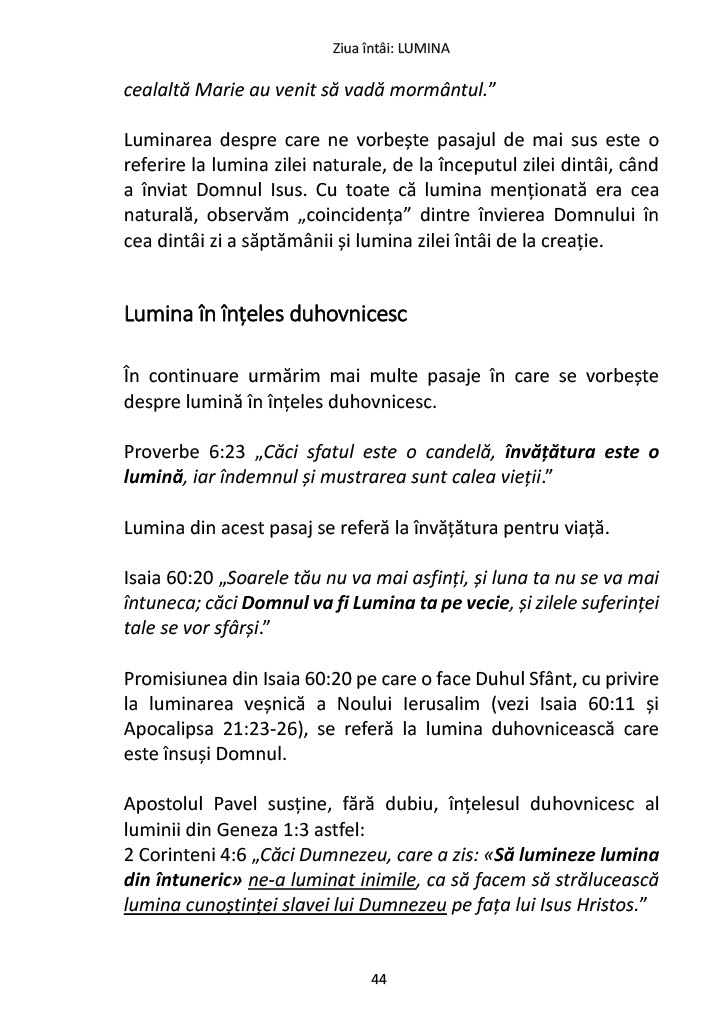 Ziua întâi: LUMINA
cealaltă Marie au venit să vadă mormântul.”
Luminarea despre care ne vorbește pasajul de mai sus este o
referire la lumina zilei naturale, de la începutul zilei dintâi, când
a înviat Domnul Isus. Cu toate că lumina menționată era cea
naturală, observăm „coincidența” dintre învierea Domnului în
cea dintâi zi a săptămânii și lumina zilei întâi de la creație.
Lumina în înțeles duhovnicesc
În continuare urmărim mai multe pasaje în care se vorbește
despre lumină în înțeles duhovnicesc.
Proverbe 6:23 „Căci sfatul este o candelă, învățătura este o
lumină, iar îndemnul și mustrarea sunt calea vieții.”
Lumina din acest pasaj se referă la învățătura pentru viață.
Isaia 60:20 „Soarele tău nu va mai asfinți, și luna ta nu se va mai
întuneca; căci Domnul va fi Lumina ta pe vecie, și zilele suferinței
tale se vor sfârși.”
Promisiunea din Isaia 60:20 pe care o face Duhul Sfânt, cu privire
la luminarea veșnică a Noului Ierusalim (vezi Isaia 60:11 și
Apocalipsa 21:23-26), se referă la lumina duhovnicească care
este însuși Domnul.
Apostolul Pavel susține, fără dubiu, înțelesul duhovnicesc al
luminii din Geneza 1:3 astfel:
2 Corinteni 4:6 „Căci Dumnezeu, care a zis: «Să lumineze lumina
din întuneric» ne-a luminat inimile, ca să facem să strălucească
lumina cunoștinței slavei lui Dumnezeu pe fața lui Isus Hristos.”
44